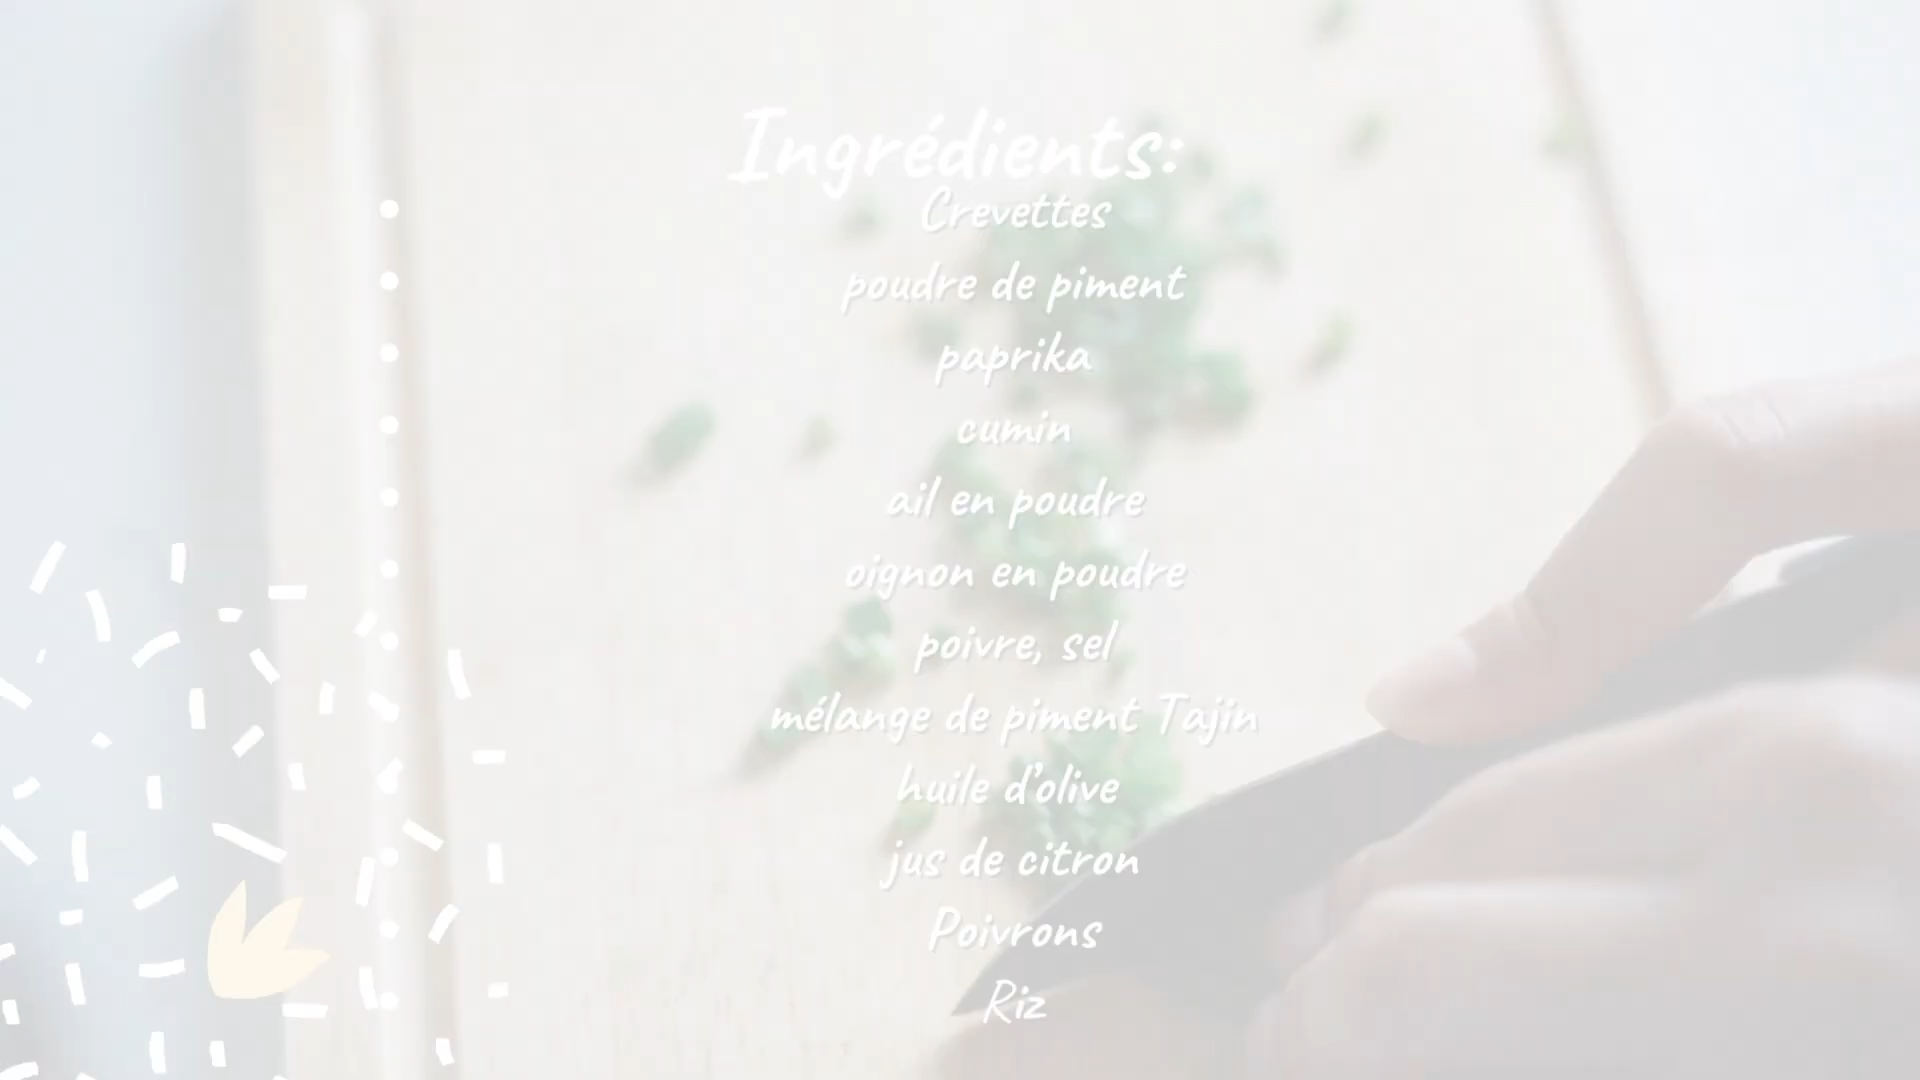 Ingrédients:
Crevettes
poudre de piment
paprika
cumin
ail en poudre
oignon en poudre
poivre, sel
mélange de piment Tajin
huile d'olive
jus de citron
Poivrons
Riz